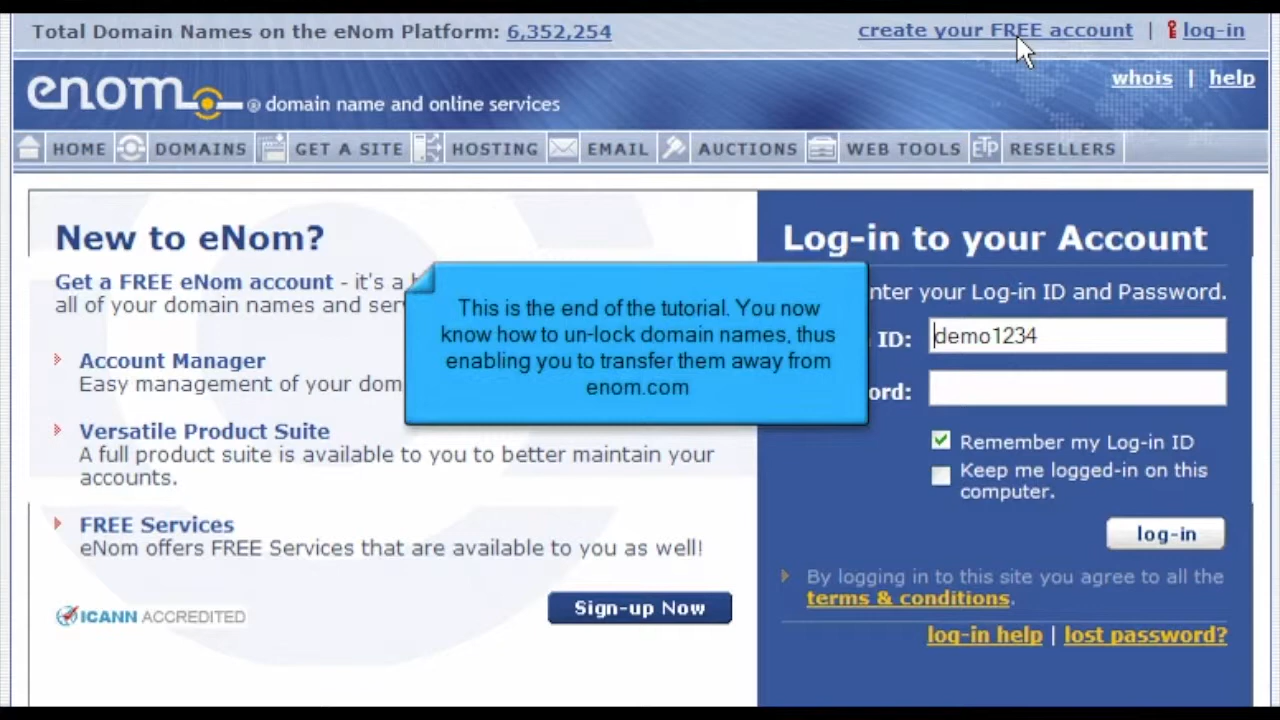 Total Domain Names on the eNom Platform: 6,352,254
create your FREE account | log-in
enom @ domain name and online services
whois | help
HOME DOMAINS GET A SITE HOSTING EMAIL AUCTIONS WEB TOOLS ETP RESELLERS
New to eNom?
Get a FREE eNom account - it's a
all of your domain names and ser
Account Manager
Easy management of your dom
Versatile Product Suite
A full product suite is available to you to better maintain your
accounts.
FREE Services
eNom offers FREE Services that are available to you as well!
ICANN ACCREDITED
Sign-up Now
This is the end of the tutorial. You now
know how to un-lock domain names, thus
enabling you to transfer them away from
enom.com
Log-in to your Account
nter your Log-in ID and Password.
ID: demo1234
ord:
Remember my Log-in ID
Keep me logged-in on this
computer.
log-in
By logging in to this site you agree to all the
terms & conditions.
log-in help | lost password?